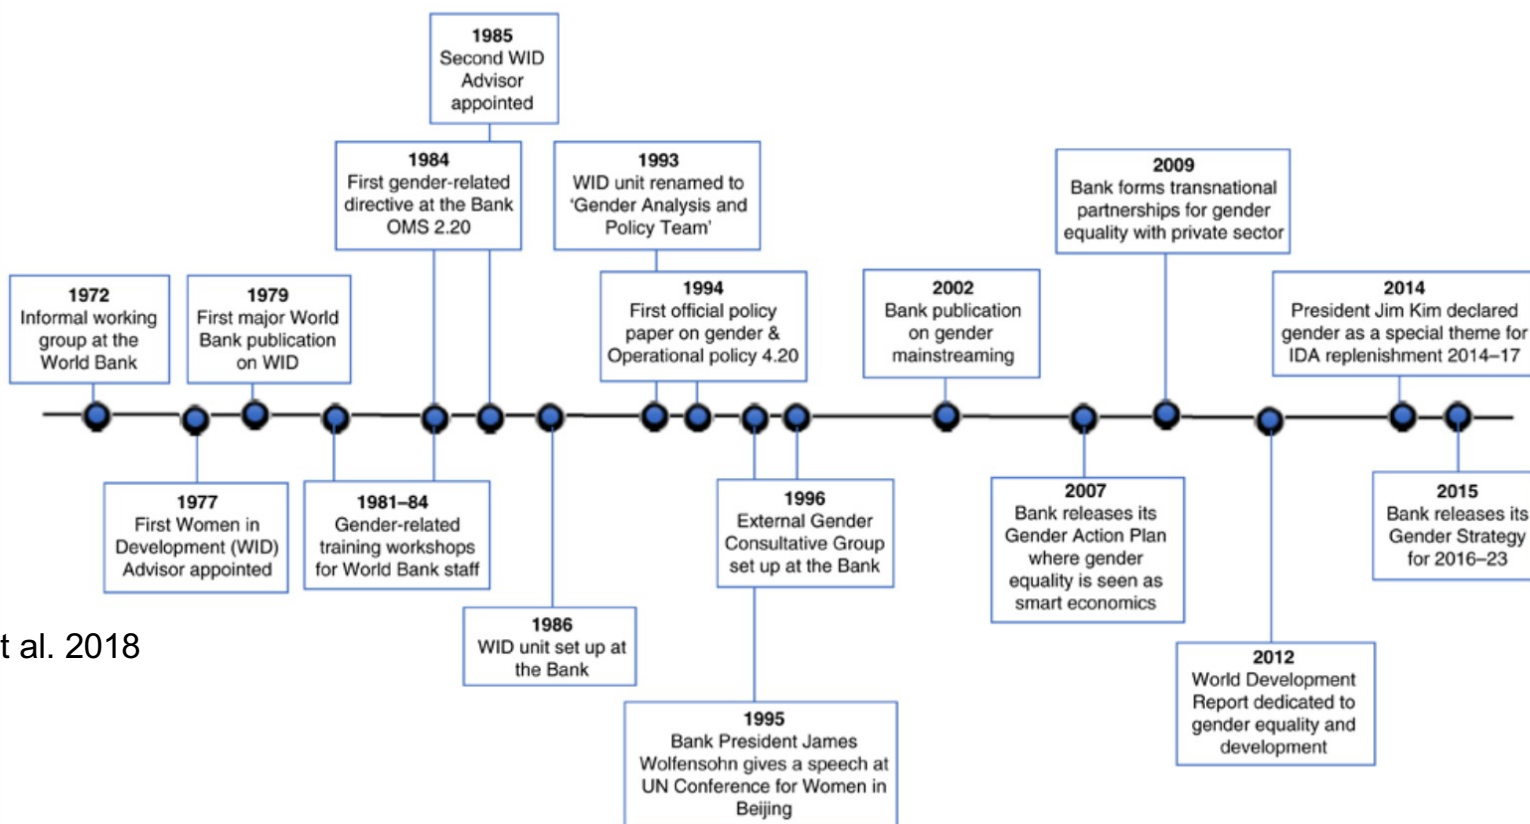 1985
Second WID
Advisor
appointed
1984
First gender-related
directive at the Bank
OMS 2.20
1993
WID unit renamed to
‘Gender Analysis and
Policy Team’
2009
Bank forms transnational
partnerships for gender
equality with private sector
1972
Informal working
group at the
World Bank
1979
First major World
Bank publication
on WID
1994
First official policy
paper on gender &
Operational policy 4.20
2002
Bank publication
on gender
mainstreaming
2014
President Jim Kim declared
gender as a special theme for
IDA replenishment 2014–17
1977
First Women in
Development (WID)
Advisor appointed
1981–84
Gender-related
training workshops
for World Bank staff
1986
WID unit set up at
the Bank
1996
External Gender
Consultative Group
set up at the Bank
1995
Bank President James
Wolfensohn gives a speech at
UN Conference for Women in
Beijing
2007
Bank releases its
Gender Action Plan
where gender
equality is seen as
smart economics
2012
World Development
Report dedicated to
gender equality and
development
2015
Bank releases its
Gender Strategy
for 2016–23
t al. 2018